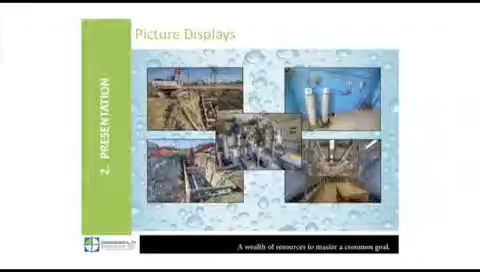 Picture Displays
2. PRESENTATION
A wealth of resources to master a common goal.